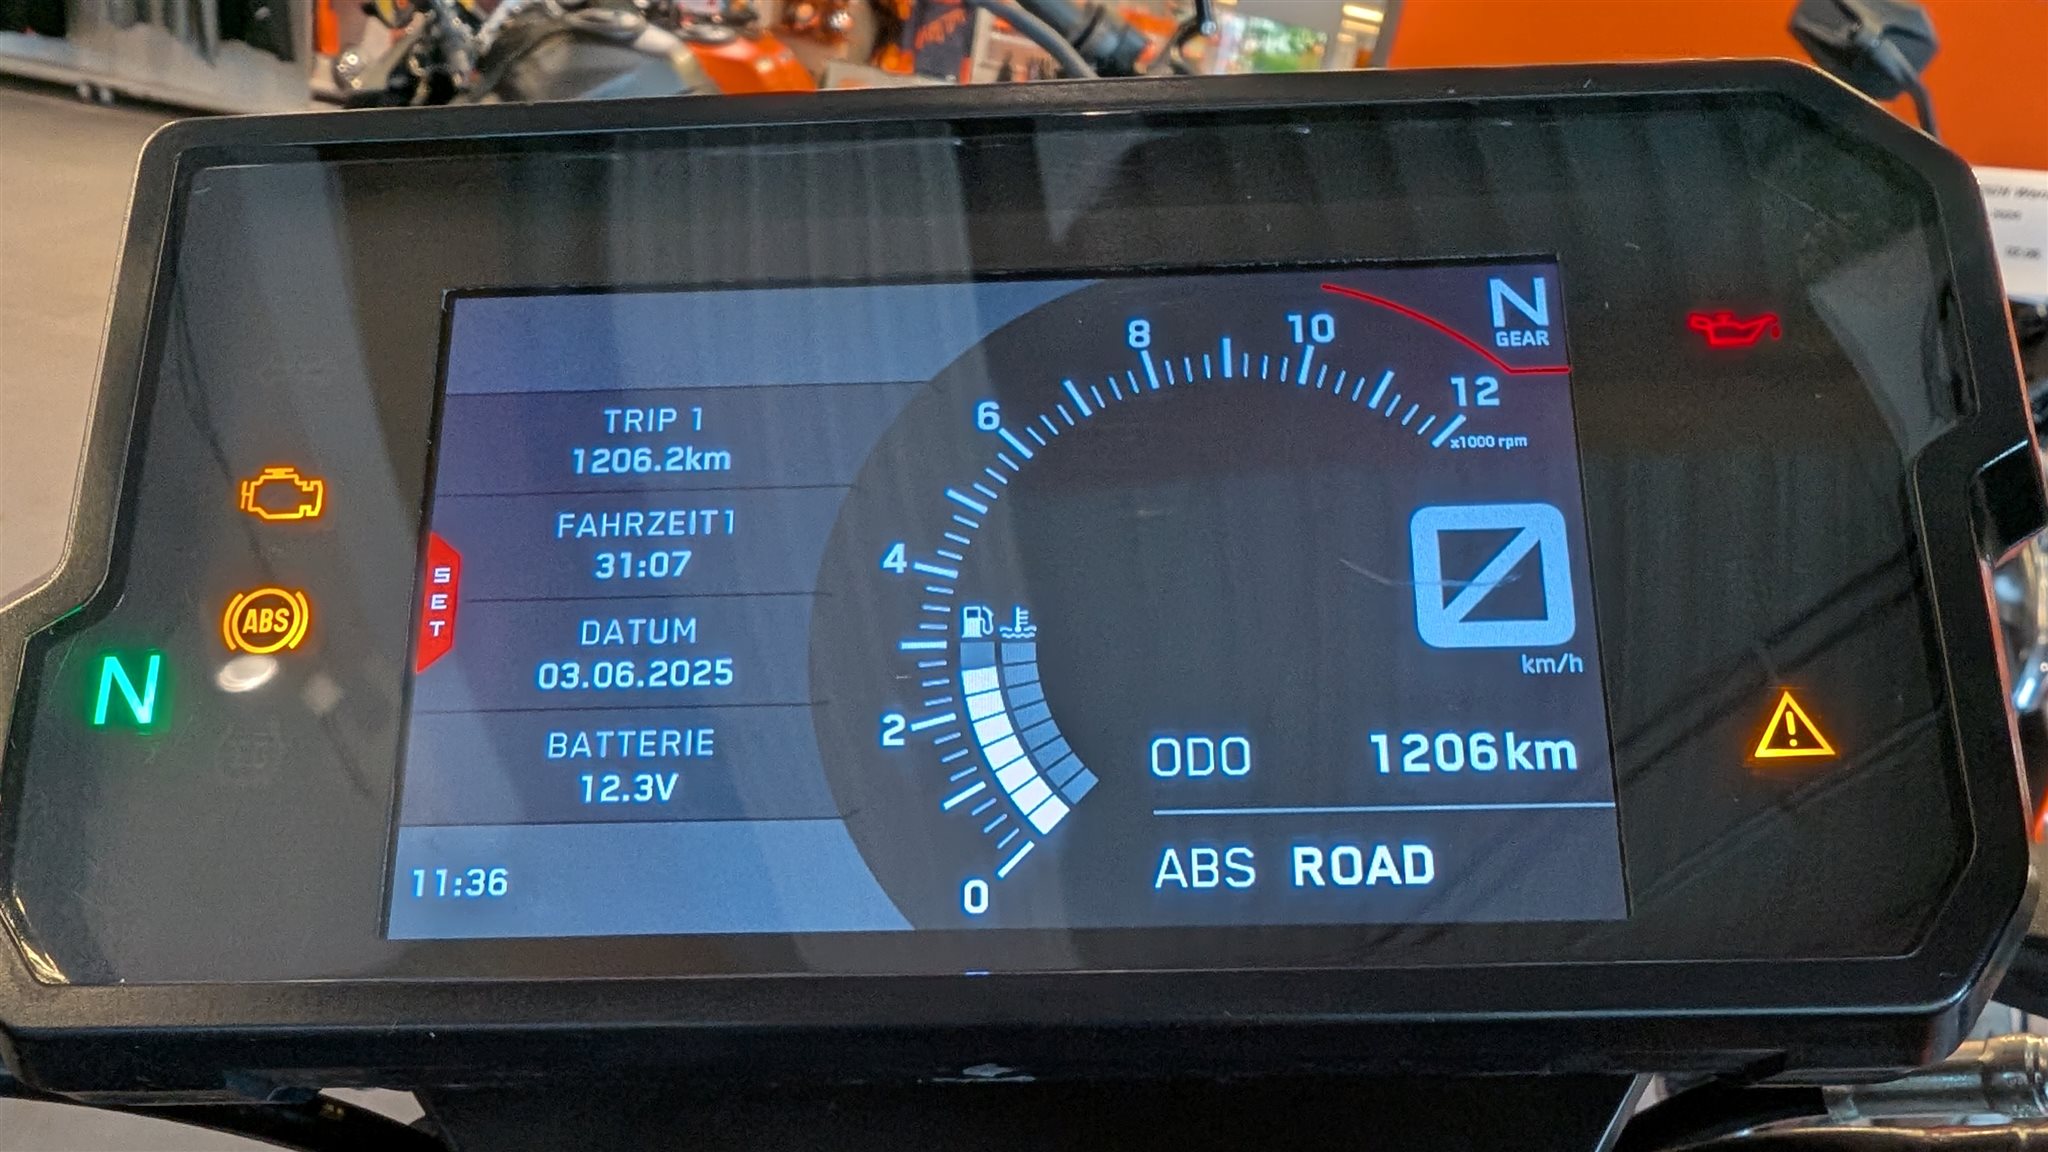 TRIP 1
1206.2km
FAHRZEIT1
31:07
DATUM
03.06.2025
BATTERIE
12.3V
11:36
SET
ABS
N
0
2
4
6
8
10
12
x1000 rpm
N
GEAR
0
km/h
ODO 1206km
ABS ROAD